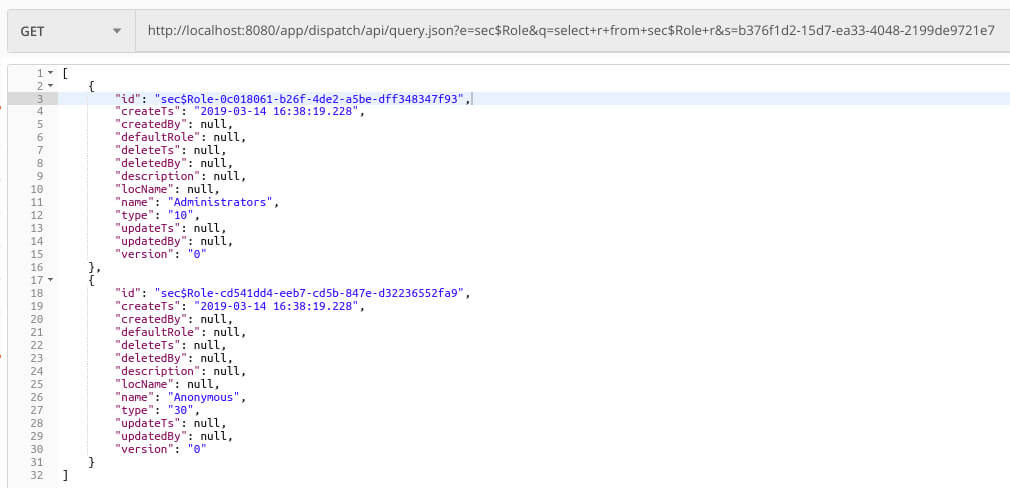 GET
http://localhost:8080/app/dispatch/api/query.json?e=sec$Role&q=select+r+from+sec$Role+r&s=b376f1d2-15d7-ea33-4048-2199de9721e7
1 [
2 {
3 "id": "sec$Role-0c018061-b26f-4de2-a5be-dff348347f93",
4 "createTs": "2019-03-14 16:38:19.228",
5 "createdBy": null,
6 "defaultRole": null,
7 "deleteTs": null,
8 "deletedBy": null,
9 "description": null,
10 "locName": null,
11 "name": "Administrators",
12 "type": "10",
13 "updateTs": null,
14 "updatedBy": null,
15 "version": "0"
16 },
17 {
18 "id": "sec$Role-cd541dd4-eeb7-cd5b-847e-d32236552fa9",
19 "createTs": "2019-03-14 16:38:19.228",
20 "createdBy": null,
21 "defaultRole": null,
22 "deleteTs": null,
23 "deletedBy": null,
24 "description": null,
25 "locName": null,
26 "name": "Anonymous",
27 "type": "30",
28 "updateTs": null,
29 "updatedBy": null,
30 "version": "0"
31 }
32 ]